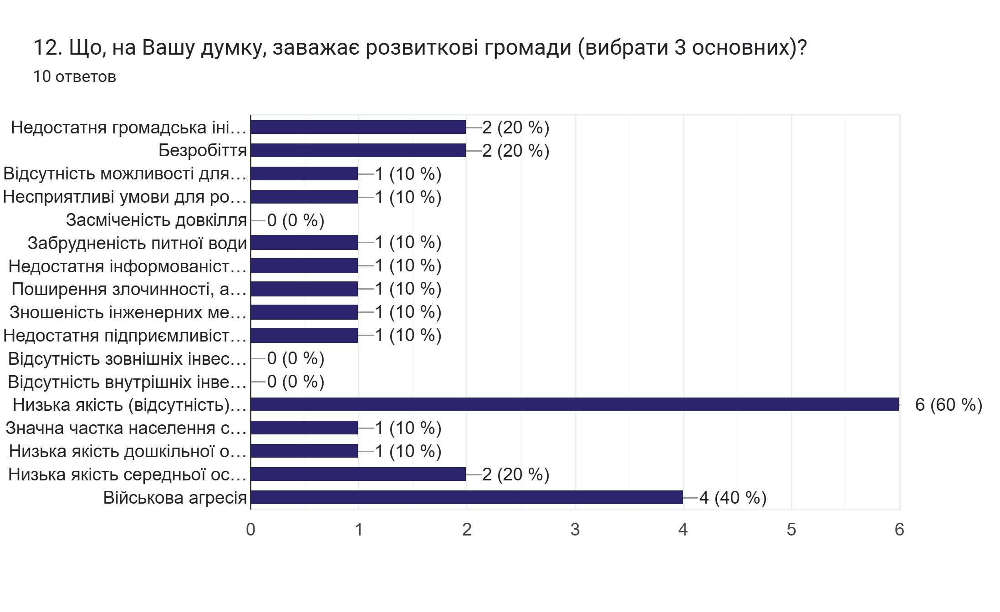 12. Що, на Вашу думку, заважає розвиткові громади (вибрати 3 основних)?
10 ответов
Недостатня громадська іні… 2 (20 %)
Безробіття 2 (20 %)
Відсутність можливості для… 1 (10 %)
Несприятливі умови для ро… 1 (10 %)
Засміченість довкілля 0 (0 %)
Забрудненість питної води 1 (10 %)
Недостатня інформованіст… 1 (10 %)
Поширення злочинності, а… 1 (10 %)
Зношеність інженерних ме… 1 (10 %)
Недостатня підприємливіст… 1 (10 %)
Відсутність зовнішніх інвес… 0 (0 %)
Відсутність внутрішніх інве… 0 (0 %)
Низька якість (відсутність)… 6 (60 %)
Значна частка населення с… 1 (10 %)
Низька якість дошкільної о… 1 (10 %)
Низька якість середньої ос… 2 (20 %)
Військова агресія 4 (40 %)
0 1 2 3 4 5 6